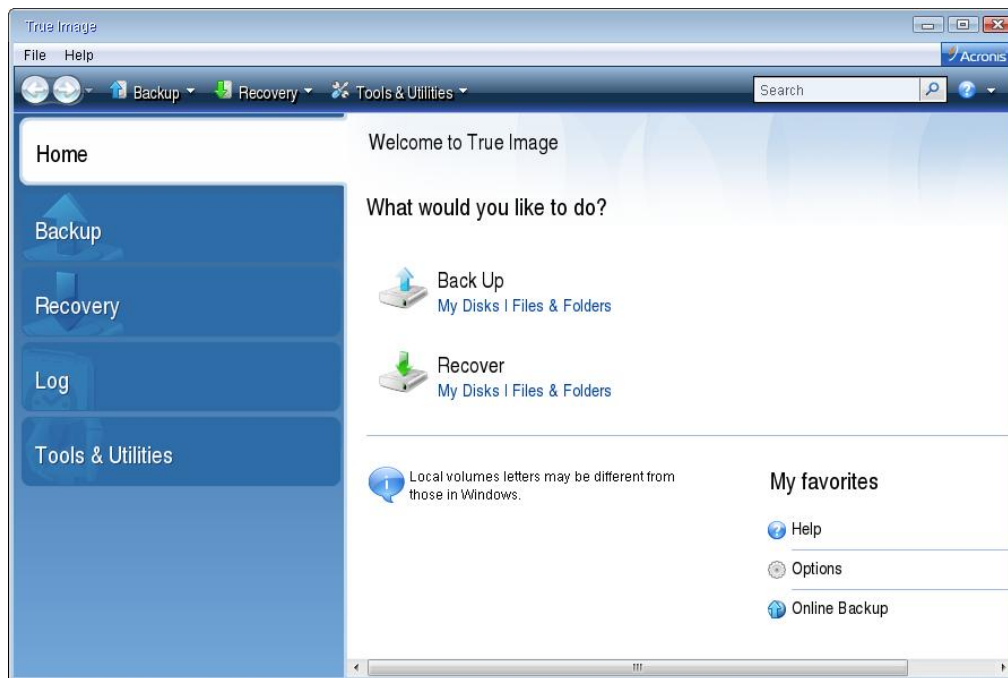 True Image
File Help
Acronis
Backup Recovery Tools & Utilities Search
Home
Backup
Recovery
Log
Tools & Utilities
Welcome to True Image
What would you like to do?
Back Up
My Disks | Files & Folders
Recover
My Disks | Files & Folders
Local volumes letters may be different from
those in Windows.
My favorites
Help
Options
Online Backup